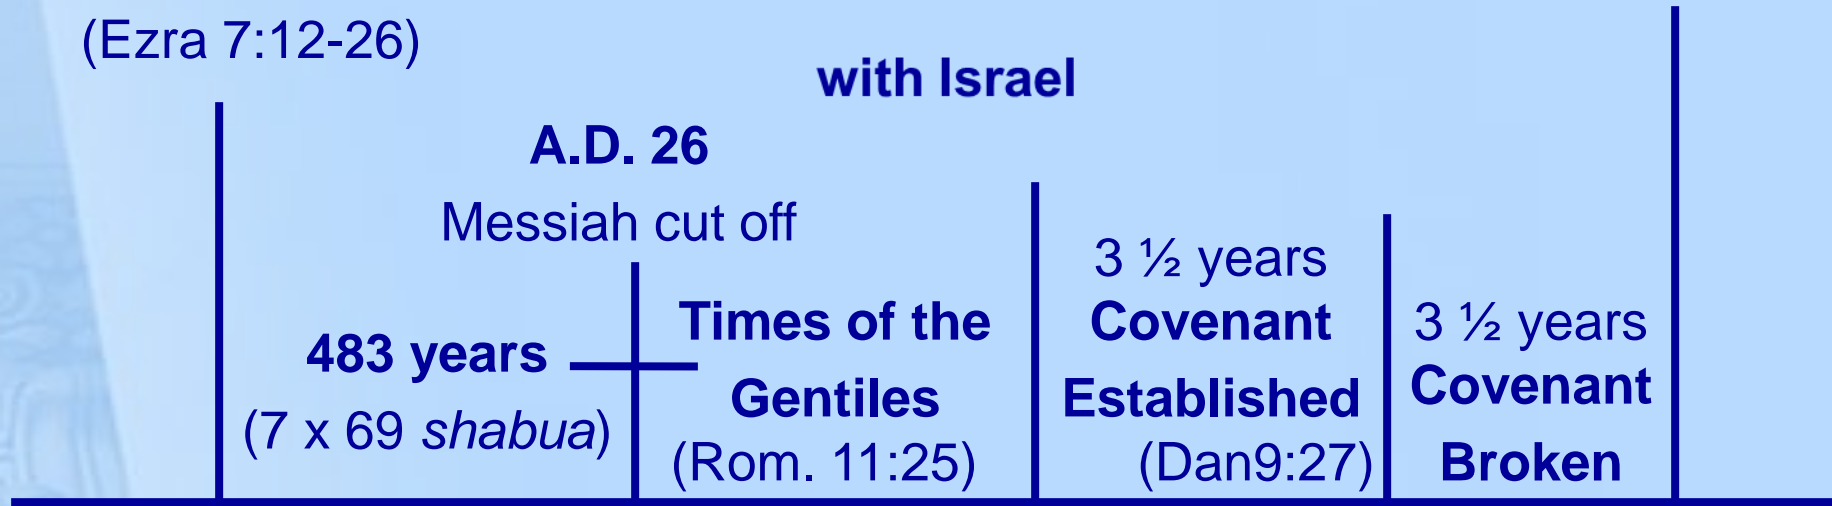 (Ezra 7:12-26)
with Israel
A.D. 26
Messiah cut off
483 years
(7 x 69 shabua)
Times of the
Gentiles
(Rom. 11:25)
3 ½ years
Covenant
Established
(Dan9:27)
3 ½ years
Covenant
Broken